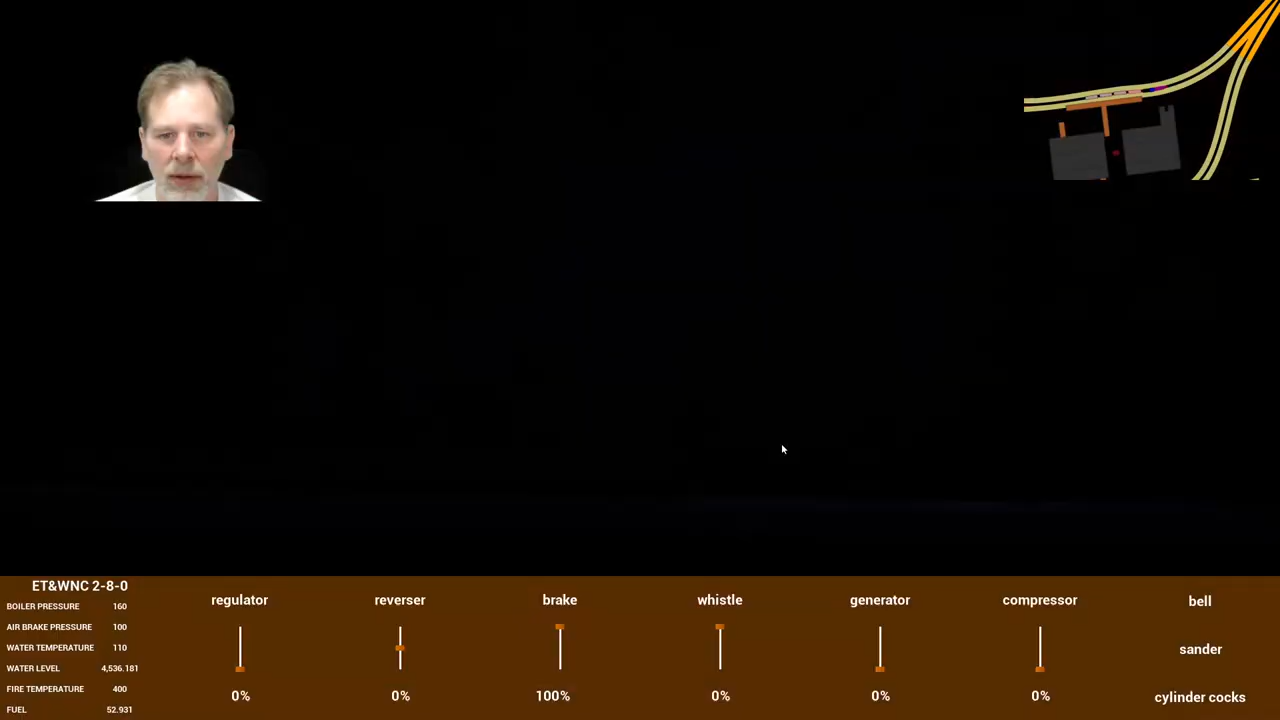 ET&WNC 2-8-0
BOILER PRESSURE 160
AIR BRAKE PRESSURE 100
WATER TEMPERATURE 110
WATER LEVEL 4,536.181
FIRE TEMPERATURE 400
FUEL 52.931
regulator
0%
reverser
0%
brake
100%
whistle
0%
generator
0%
compressor
0%
bell
sander
cylinder cocks